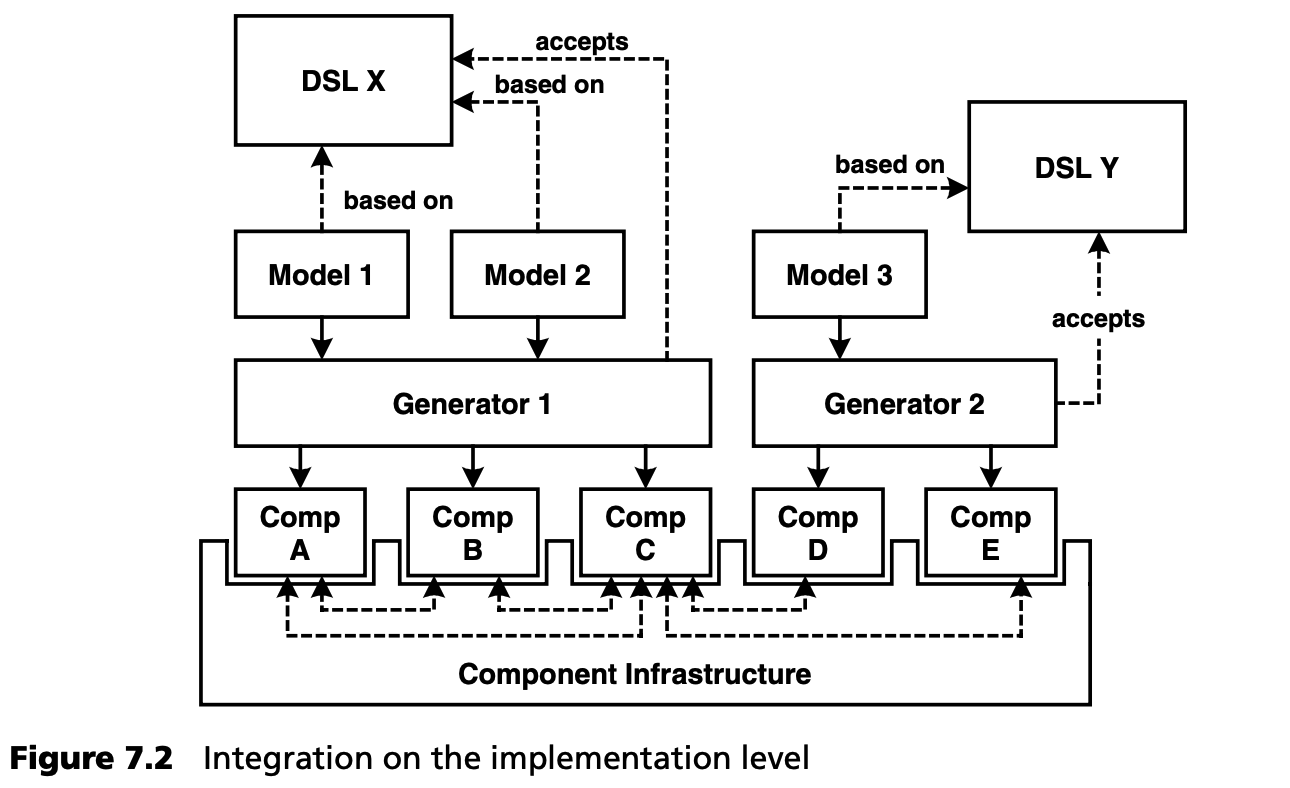 accepts
DSL X
based on
based on
DSL Y
based on
Model 1
Model 2
Model 3
accepts
Generator 1
Generator 2
Comp
A
Comp
B
Comp
C
Comp
D
Comp
E
Component Infrastructure
Figure 7.2 Integration on the implementation level